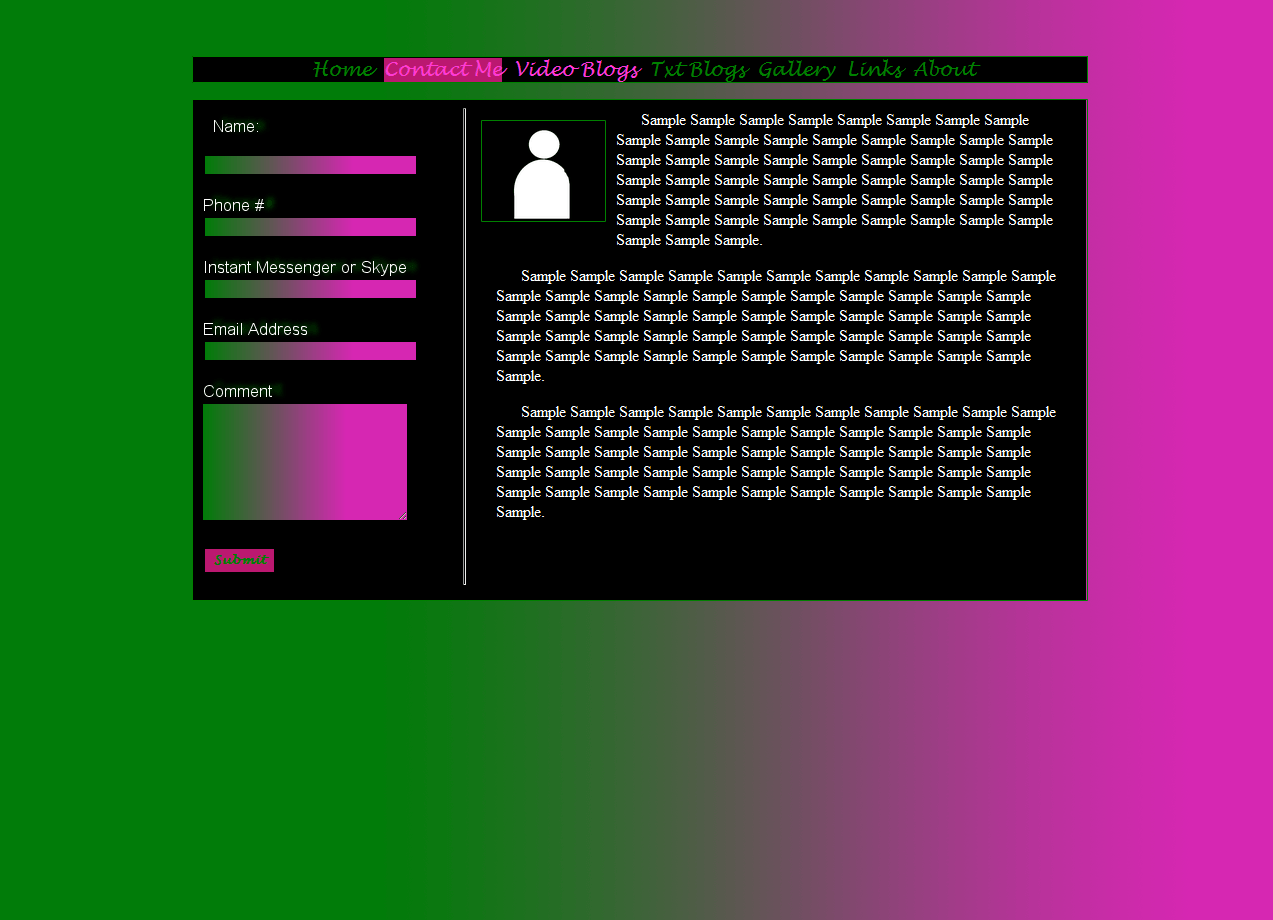 Home Contact Me Video Blogs Txt Blogs Gallery Links About
Name:
Phone #
Instant Messenger or Skype
Email Address
Comment
Submit
Sample Sample Sample Sample Sample Sample Sample Sample
Sample Sample Sample Sample Sample Sample Sample Sample Sample
Sample Sample Sample Sample Sample Sample Sample Sample Sample
Sample Sample Sample Sample Sample Sample Sample Sample Sample
Sample Sample Sample Sample Sample Sample Sample Sample Sample
Sample Sample Sample Sample Sample Sample Sample Sample Sample
Sample Sample Sample.
Sample Sample Sample Sample Sample Sample Sample Sample Sample Sample Sample
Sample Sample Sample Sample Sample Sample Sample Sample Sample Sample Sample
Sample Sample Sample Sample Sample Sample Sample Sample Sample Sample Sample
Sample Sample Sample Sample Sample Sample Sample Sample Sample Sample Sample
Sample Sample Sample Sample Sample Sample Sample Sample Sample Sample Sample
Sample.
Sample Sample Sample Sample Sample Sample Sample Sample Sample Sample Sample
Sample Sample Sample Sample Sample Sample Sample Sample Sample Sample Sample
Sample Sample Sample Sample Sample Sample Sample Sample Sample Sample Sample
Sample Sample Sample Sample Sample Sample Sample Sample Sample Sample Sample
Sample Sample Sample Sample Sample Sample Sample Sample Sample Sample Sample
Sample.